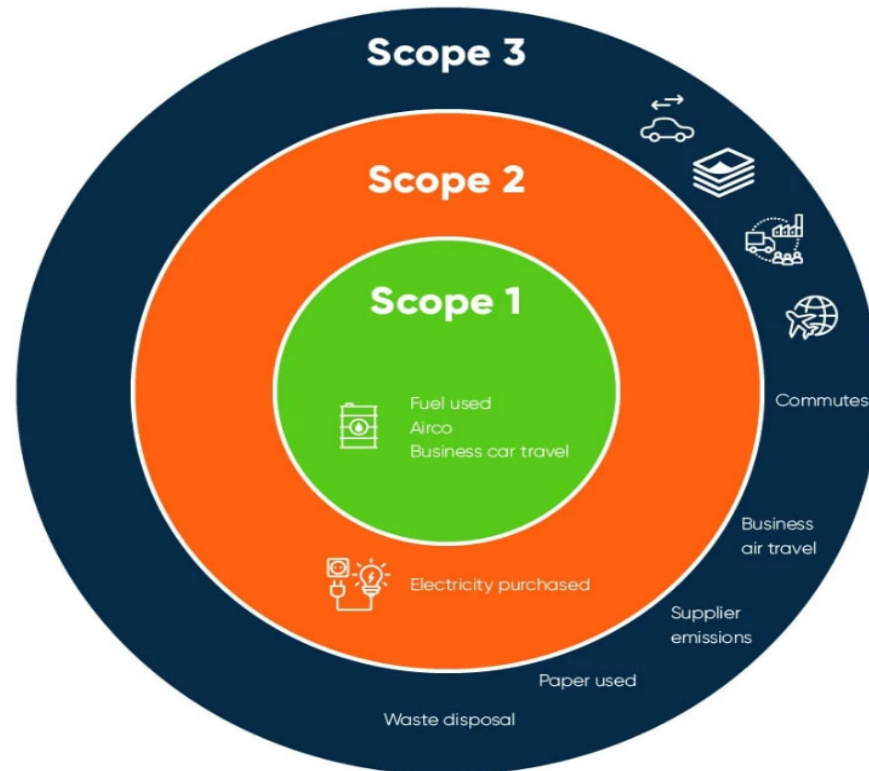 Scope 3
Scope 2
Scope 1
Fuel used
Airco
Business car travel
Commutes
Business
air travel
Electricity purchased
Supplier
emissions
Paper used
Waste disposal